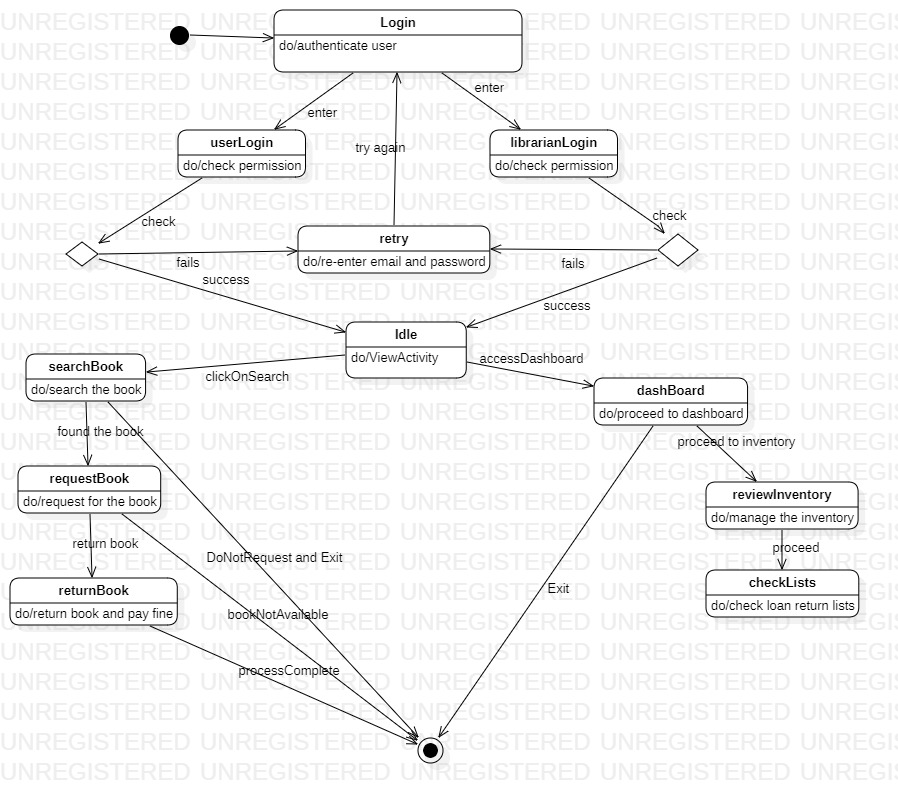 Login
do/authenticate user
enter
enter
userLogin
do/check permission
try again
librarianLogin
do/check permission
check
check
retry
do/re-enter email and password
fails
fails
success
success
Idle
do/ViewActivity
searchBook
do/search the book
clickOnSearch
accessDashboard
dashBoard
do/proceed to dashboard
found the book
proceed to inventory
requestBook
do/request for the book
reviewInventory
do/manage the inventory
return book
proceed
DoNotRequest and Exit
returnBook
do/return book and pay fine
checkLists
do/check loan return lists
Exit
bookNotAvailable
processComplete
UNREGISTERED